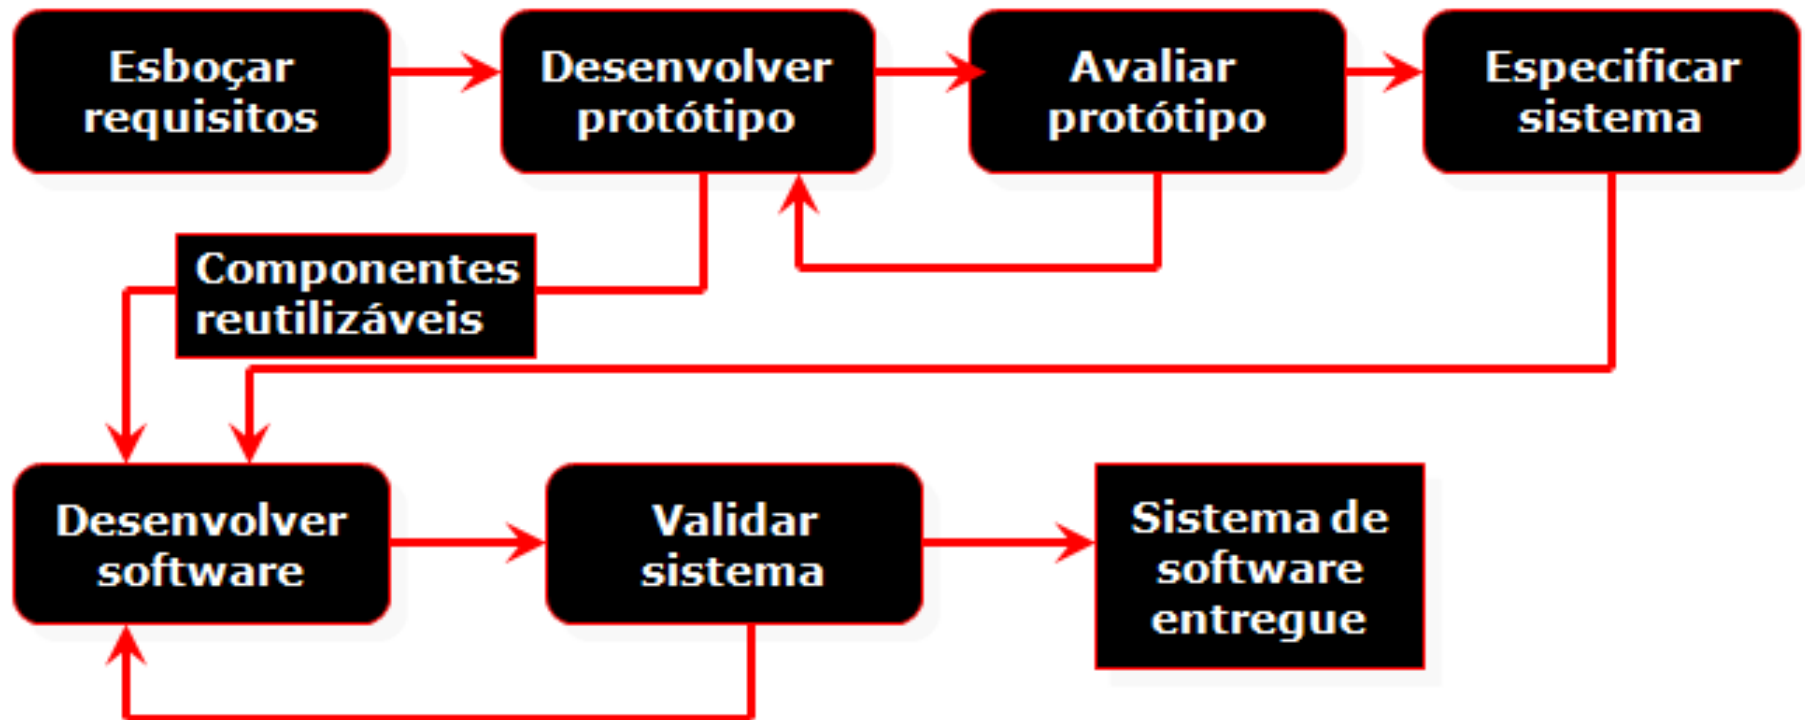 Esboçar
requisitos
Desenvolver
protótipo
Avaliar
protótipo
Especificar
sistema
Componentes
reutilizáveis
Desenvolver
software
Validar
sistema
Sistema de
software
entregue